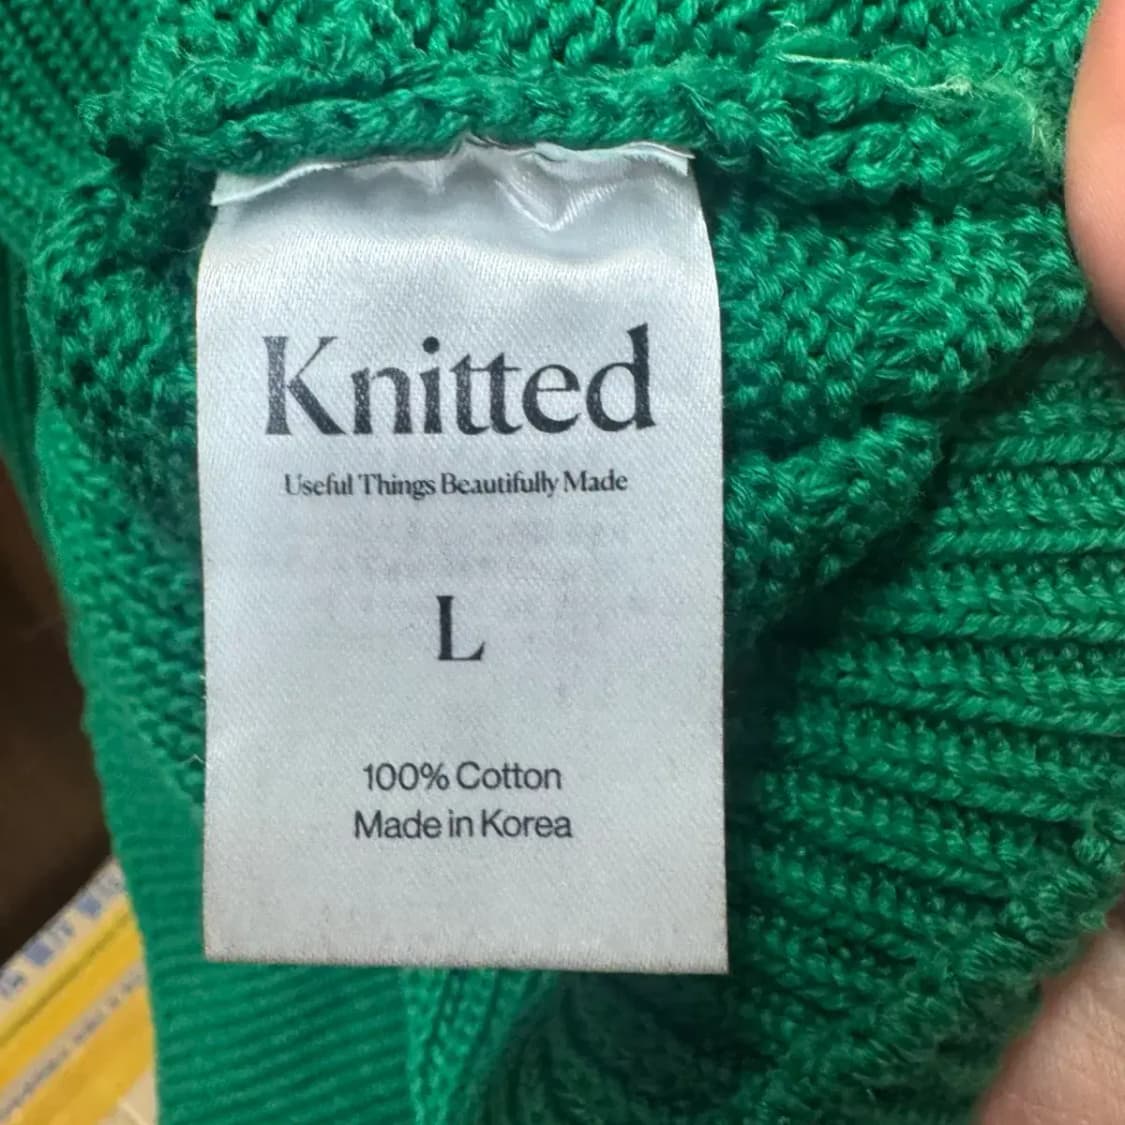 Knitted
Useful Things Beautifully Made
L
100% Cotton
Made in Korea